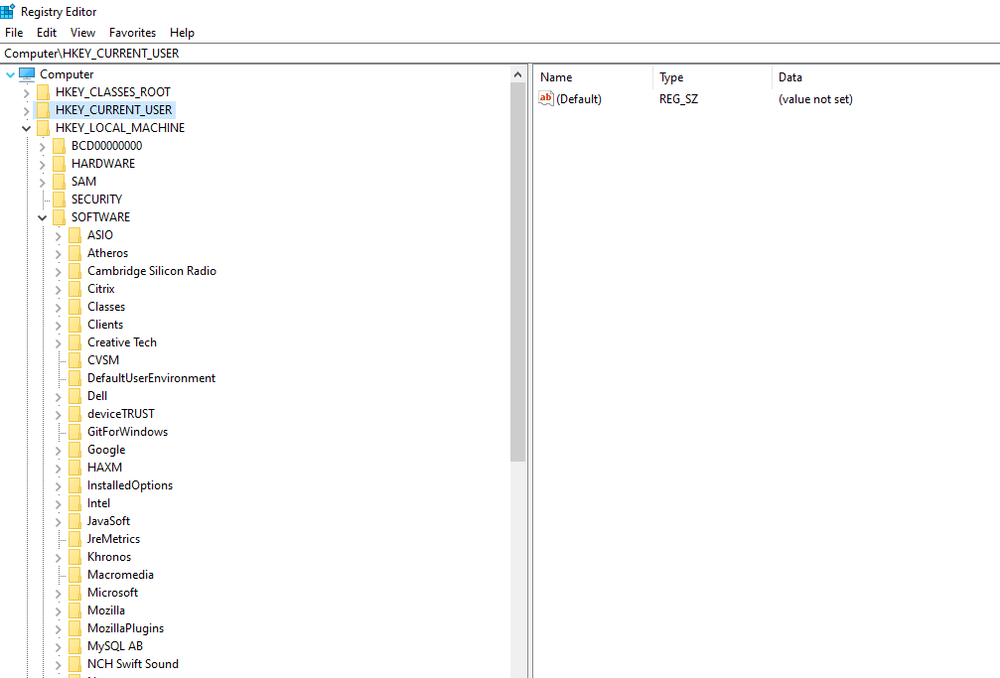 Registry Editor
File Edit View Favorites Help
Computer\HKEY_CURRENT_USER
Computer
HKEY_CLASSES_ROOT
HKEY_CURRENT_USER
HKEY_LOCAL_MACHINE
BCD00000000
HARDWARE
SAM
SECURITY
SOFTWARE
ASIO
Atheros
Cambridge Silicon Radio
Citrix
Classes
Clients
Creative Tech
CVSM
DefaultUserEnvironment
Dell
deviceTRUST
GitForWindows
Google
HAXM
InstalledOptions
Intel
JavaSoft
JreMetrics
Khronos
Macromedia
Microsoft
Mozilla
MozillaPlugins
MySQL AB
NCH Swift Sound
Name Type Data
ab (Default) REG_SZ (value not set)